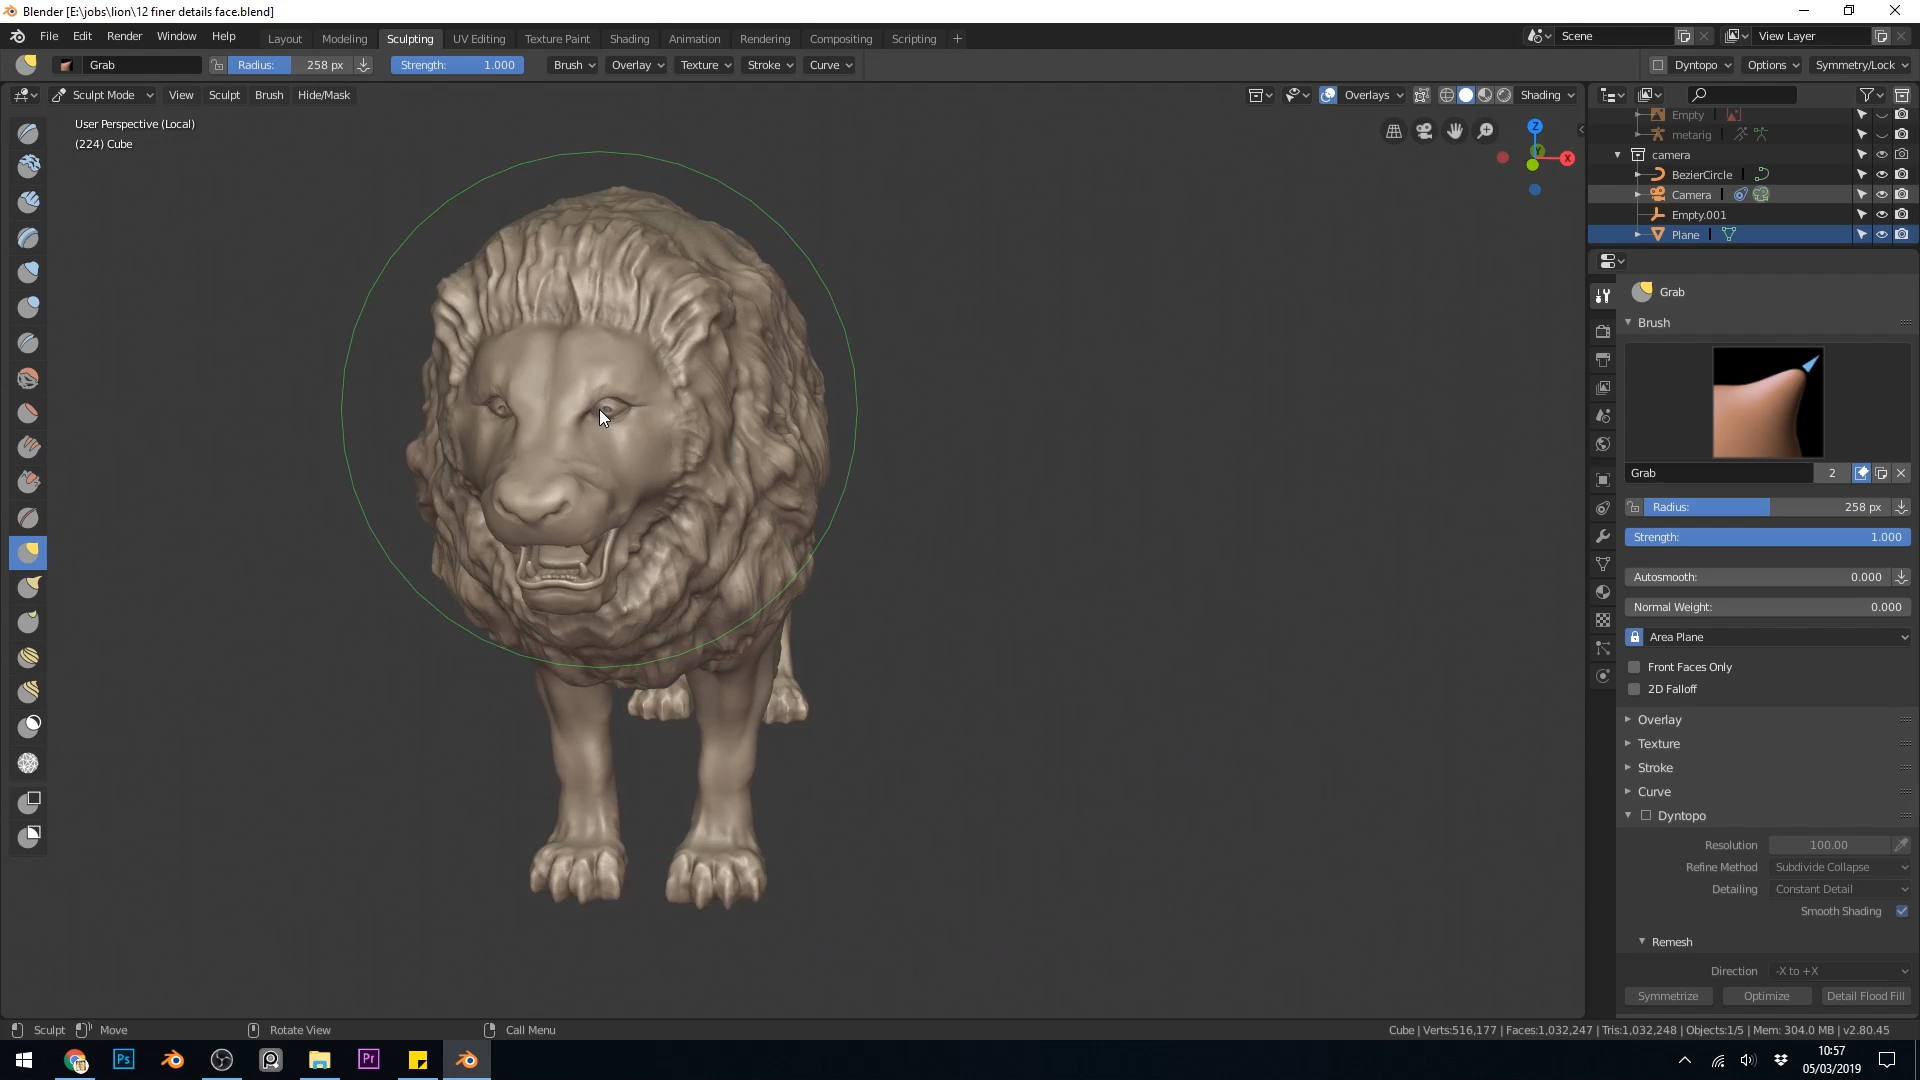 Blender [E:\jobs\lion\12 finer details face.blend]
File Edit Render Window Help Layout Modeling Sculpting UV Editing Texture Paint Shading Animation Rendering Compositing Scripting + Scene View Layer
Grab Radius: 258 px Strength: 1.000 Brush Overlay Texture Stroke Curve Dyntopo Options Symmetry/Lock
Sculpt Mode View Sculpt Brush Hide/Mask Overlays Shading
User Perspective (Local)
(224) Cube
Z
Y
X
Empty
metarig
camera
BezierCircle
Camera
Empty.001
Plane
Grab
Brush
Grab 2
Radius: 258 px
Strength: 1.000
Autosmooth: 0.000
Normal Weight: 0.000
Area Plane
Front Faces Only
2D Falloff
Overlay
Texture
Stroke
Curve
Dyntopo
Resolution 100.00
Refine Method Subdivide Collapse
Detailing Constant Detail
Smooth Shading
Remesh
Direction -X to +X
Symmetrize Optimize Detail Flood Fill
Sculpt Move Rotate View Call Menu Cube | Verts:516,177 | Faces:1,032,247 | Tris:1,032,248 | Objects:1/5 | Mem: 304.0 MB | v2.80.45
Ps Pr
10:57
05/03/2019